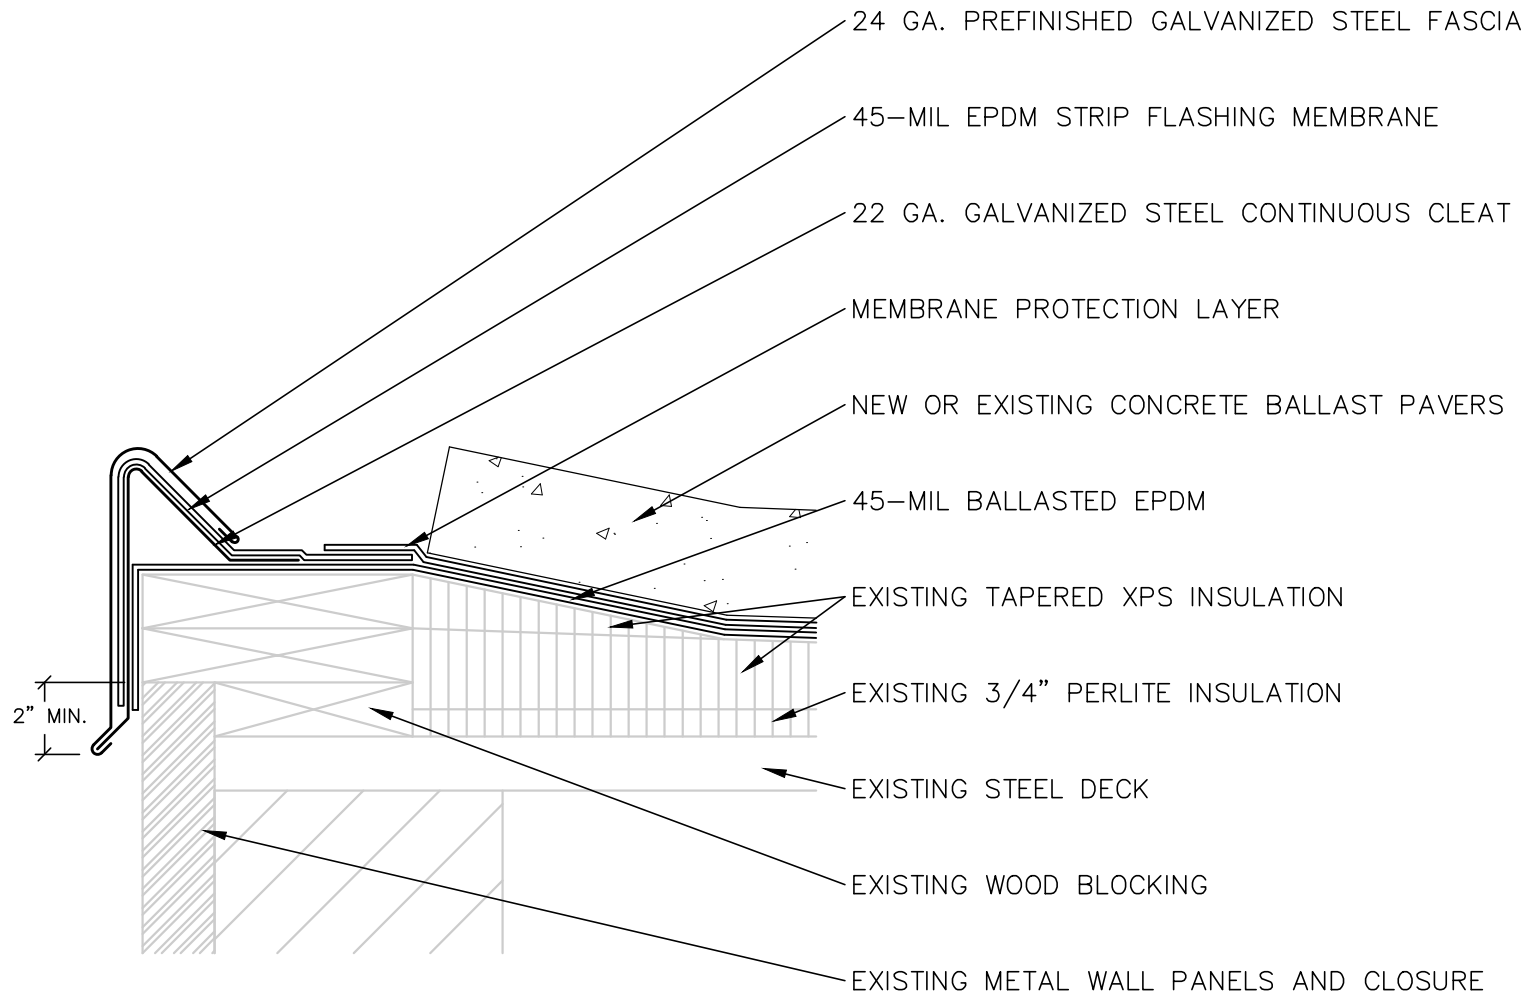 24 GA. PREFINISHED GALVANIZED STEEL FASCIA
45-MIL EPDM STRIP FLASHING MEMBRANE
22 GA. GALVANIZED STEEL CONTINUOUS CLEAT
MEMBRANE PROTECTION LAYER
NEW OR EXISTING CONCRETE BALLAST PAVERS
45-MIL BALLASTED EPDM
EXISTING TAPERED XPS INSULATION
EXISTING 3/4" PERLITE INSULATION
2" MIN.
EXISTING STEEL DECK
EXISTING WOOD BLOCKING
EXISTING METAL WALL PANELS AND CLOSURE